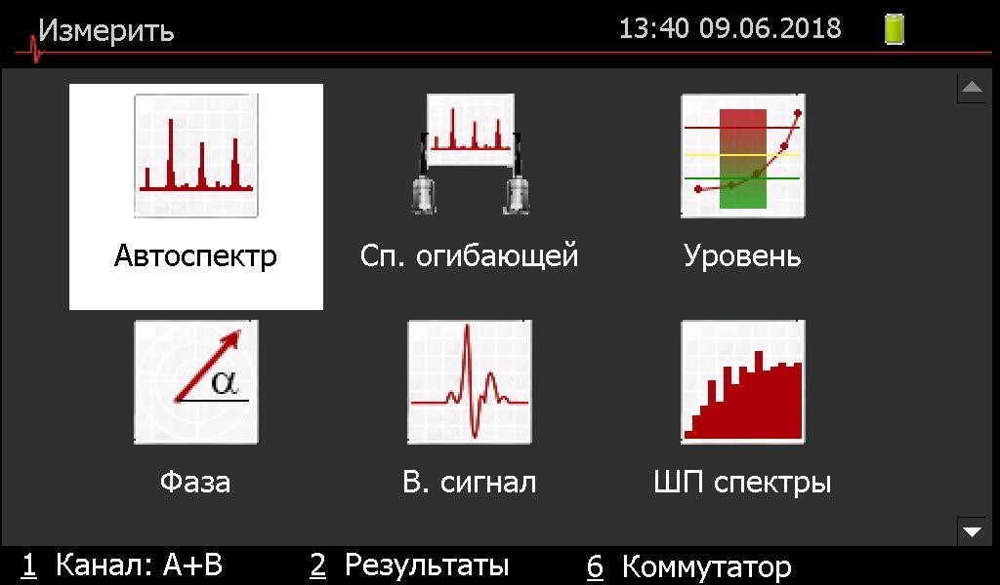 Измерить 13:40 09.06.2018
Автоспектр Сп. огибающей Уровень
α
Фаза В. сигнал ШП спектры
1 Канал: A+B 2 Результаты 6 Коммутатор